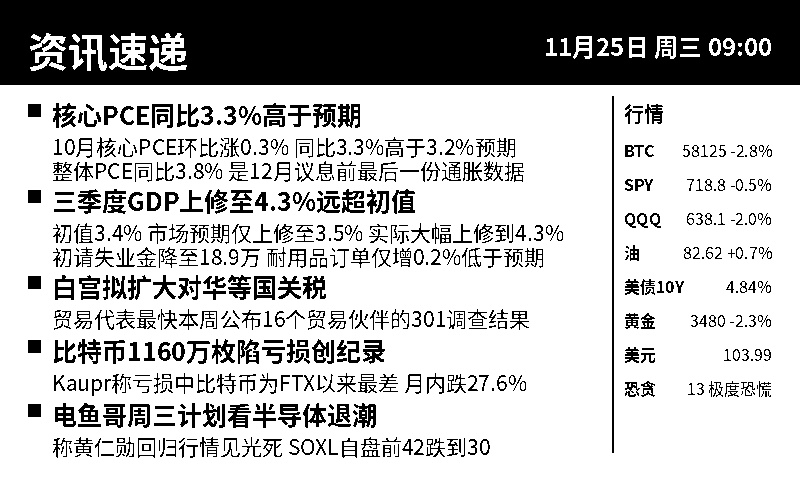 资讯速递
11月25日 周三 09:00
核心PCE同比3.3%高于预期
10月核心PCE环比涨0.3% 同比3.3%高于3.2%预期
整体PCE同比3.8% 是12月议息前最后一份通胀数据
三季度GDP上修至4.3%远超初值
初值3.4% 市场预期仅上修至3.5% 实际大幅上修到4.3%
初请失业金降至18.9万 耐用品订单仅增0.2%低于预期
白宫拟扩大对华等国关税
贸易代表最快本周公布16个贸易伙伴的301调查结果
比特币1160万枚陷亏损创纪录
Kaupr称亏损中比特币为FTX以来最差 月内跌27.6%
电鱼哥周三计划看半导体退潮
称黄仁勋回归行情见光死 SOXL自盘前42跌到30
行情
BTC 58125 -2.8%
SPY 718.8 -0.5%
QQQ 638.1 -2.0%
油 82.62 +0.7%
美债10Y 4.84%
黄金 3480 -2.3%
美元 103.99
恐贪 13 极度恐慌